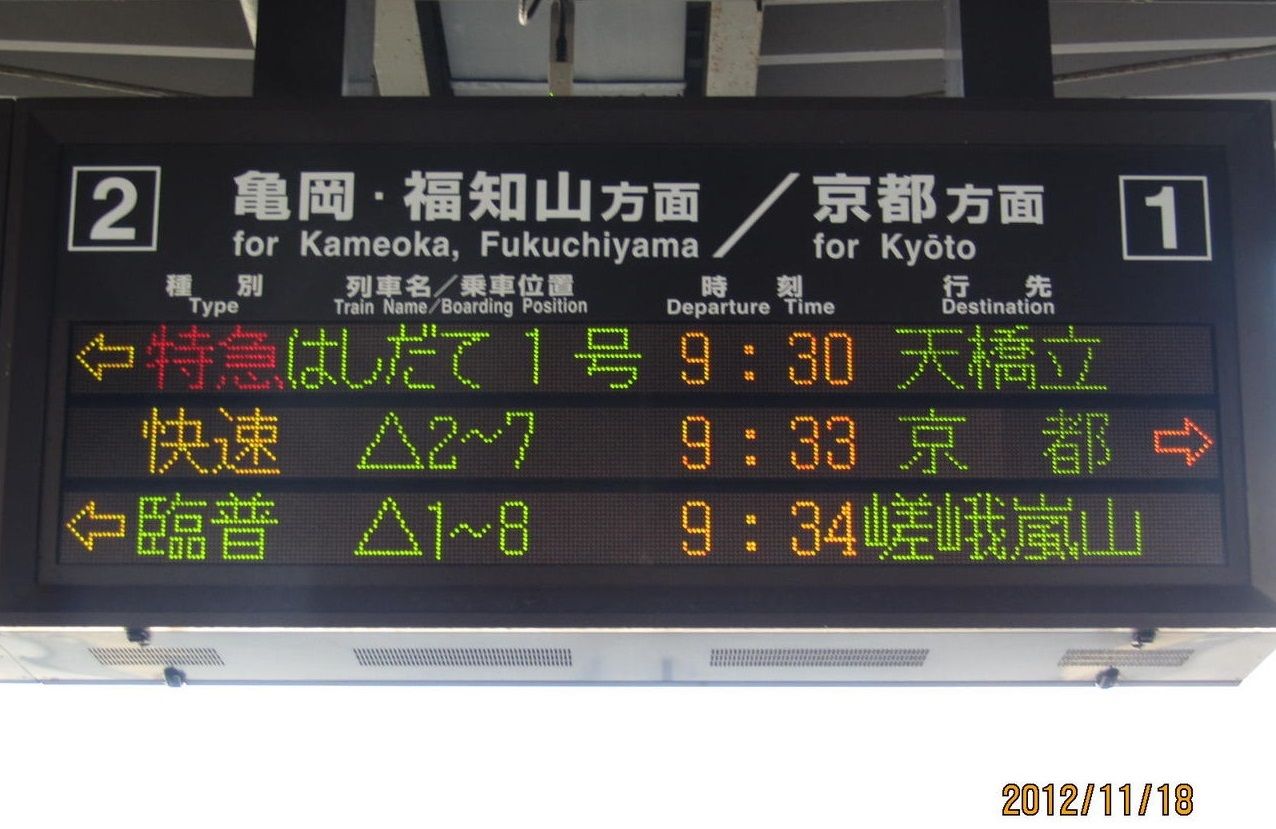 2 亀岡・福知山方面／京都方面 1
for Kameoka, Fukuchiyama for Kyōto
種別 列車名／乗車位置 時刻 行先
Type Train Name／Boarding Position Departure Time Destination
← 特急 はしだて 1 号 9:30 天橋立
快速 △2~7 9:33 京都 →
← 臨普 △1~8 9:34 嵯峨嵐山
2012/11/18